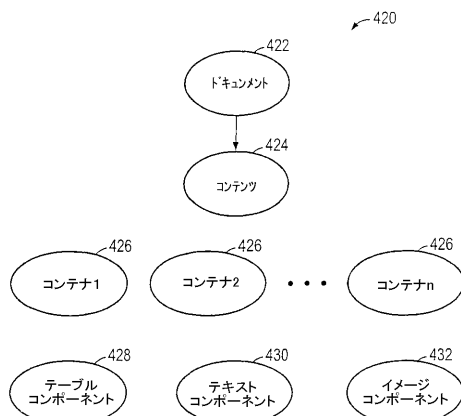 420
422
ドキュメント
424
コンテンツ
426
426
426
コンテナ1
コンテナ2
• • •
コンテナn
428
430
432
テーブル
コンポーネント
テキスト
コンポーネント
イメージ
コンポーネント